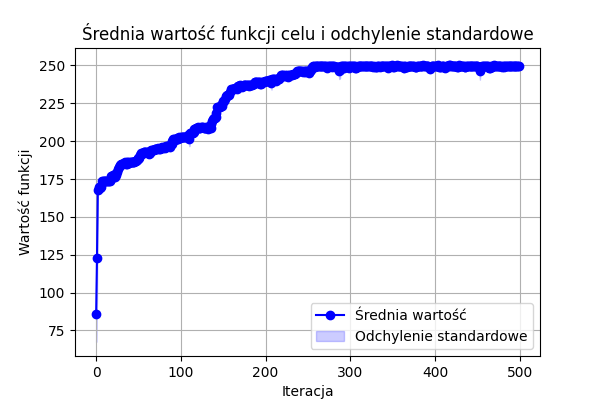 Średnia wartość funkcji celu i odchylenie standardowe
250
225
200
175
150
125
100
75
Wartość funkcji
0 100 200 300 400 500
Iteracja
Średnia wartość
Odchylenie standardowe